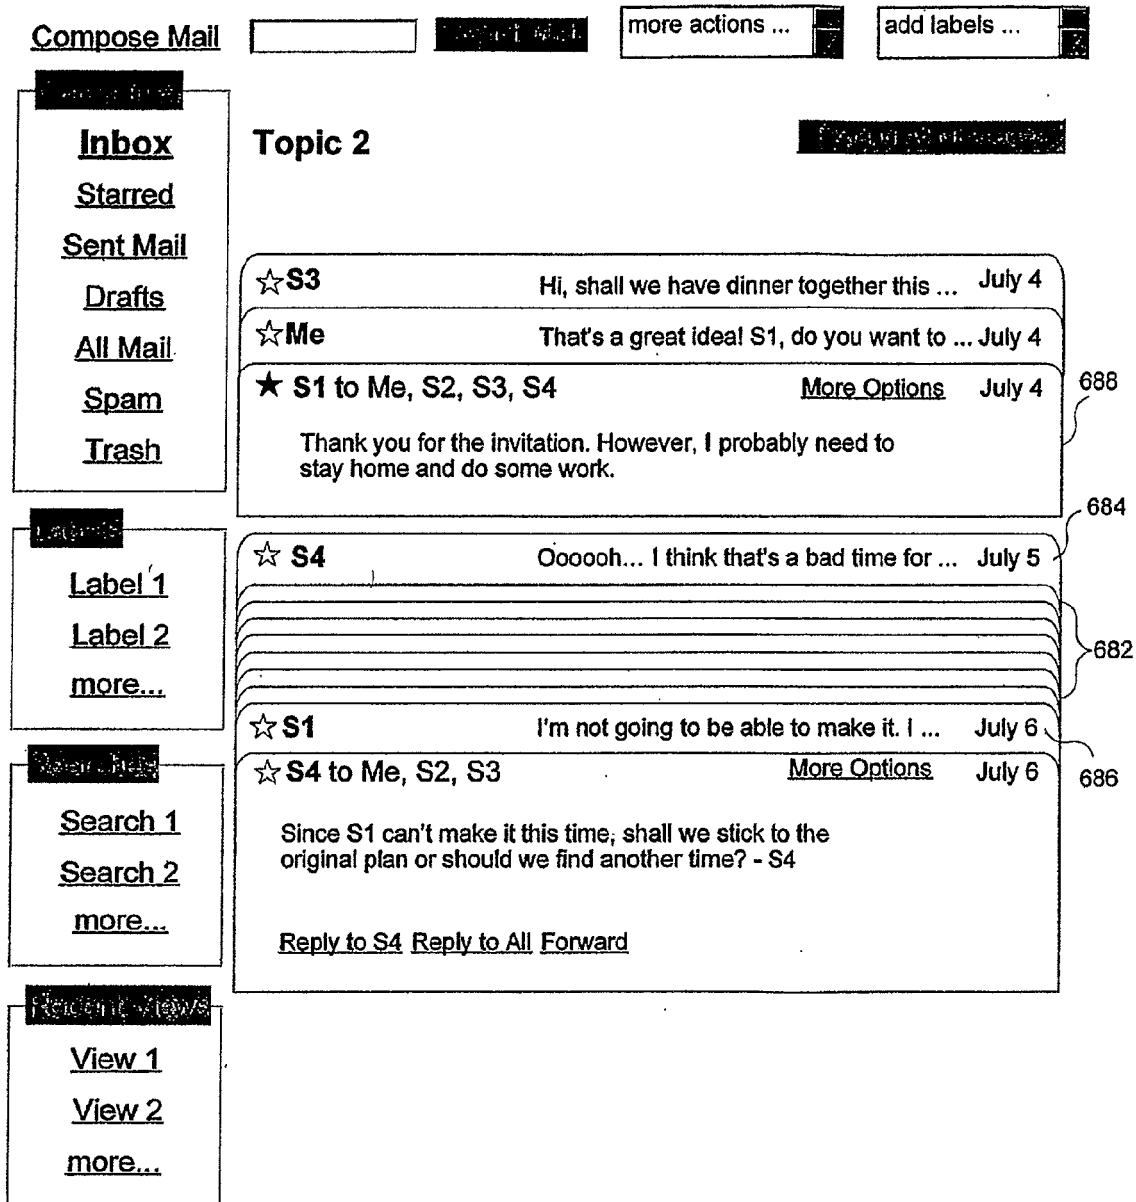 Compose Mail
more actions ...
add labels ...
Inbox
Starred
Sent Mail
Drafts
All Mail
Spam
Trash
Topic 2
☆S3 Hi, shall we have dinner together this ... July 4
☆Me That's a great idea! S1, do you want to ... July 4
★ S1 to Me, S2, S3, S4 More Options July 4
Thank you for the invitation. However, I probably need to
stay home and do some work.
688
684
☆ S4 Oooooh... I think that's a bad time for ... July 5
682
☆ S1 I'm not going to be able to make it. I ... July 6
686
☆ S4 to Me, S2, S3 More Options July 6
Since S1 can't make it this time, shall we stick to the
original plan or should we find another time? - S4
Reply to S4 Reply to All Forward
Labels
Label 1
Label 2
more...
Search 1
Search 2
more...
Recent Views
View 1
View 2
more...